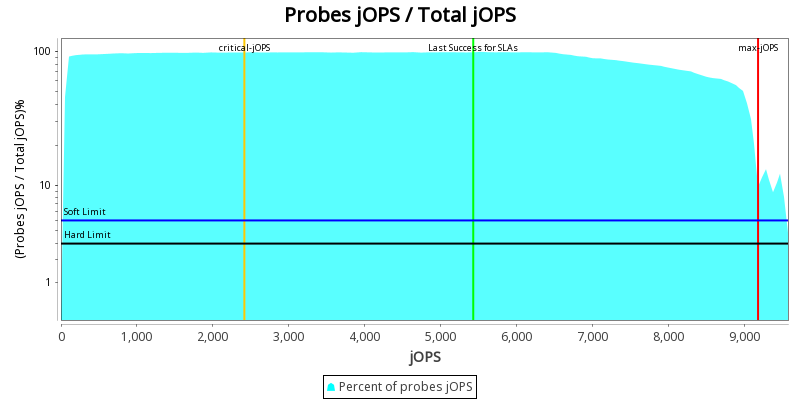 Probes jOPS / Total jOPS
(Probes jOPS / Total jOPS)%
100
10
1
critical-jOPS
Last Success for SLAs
max-jOPS
Soft Limit
Hard Limit
0
1,000
2,000
3,000
4,000
5,000
6,000
7,000
8,000
9,000
jOPS
Percent of probes jOPS